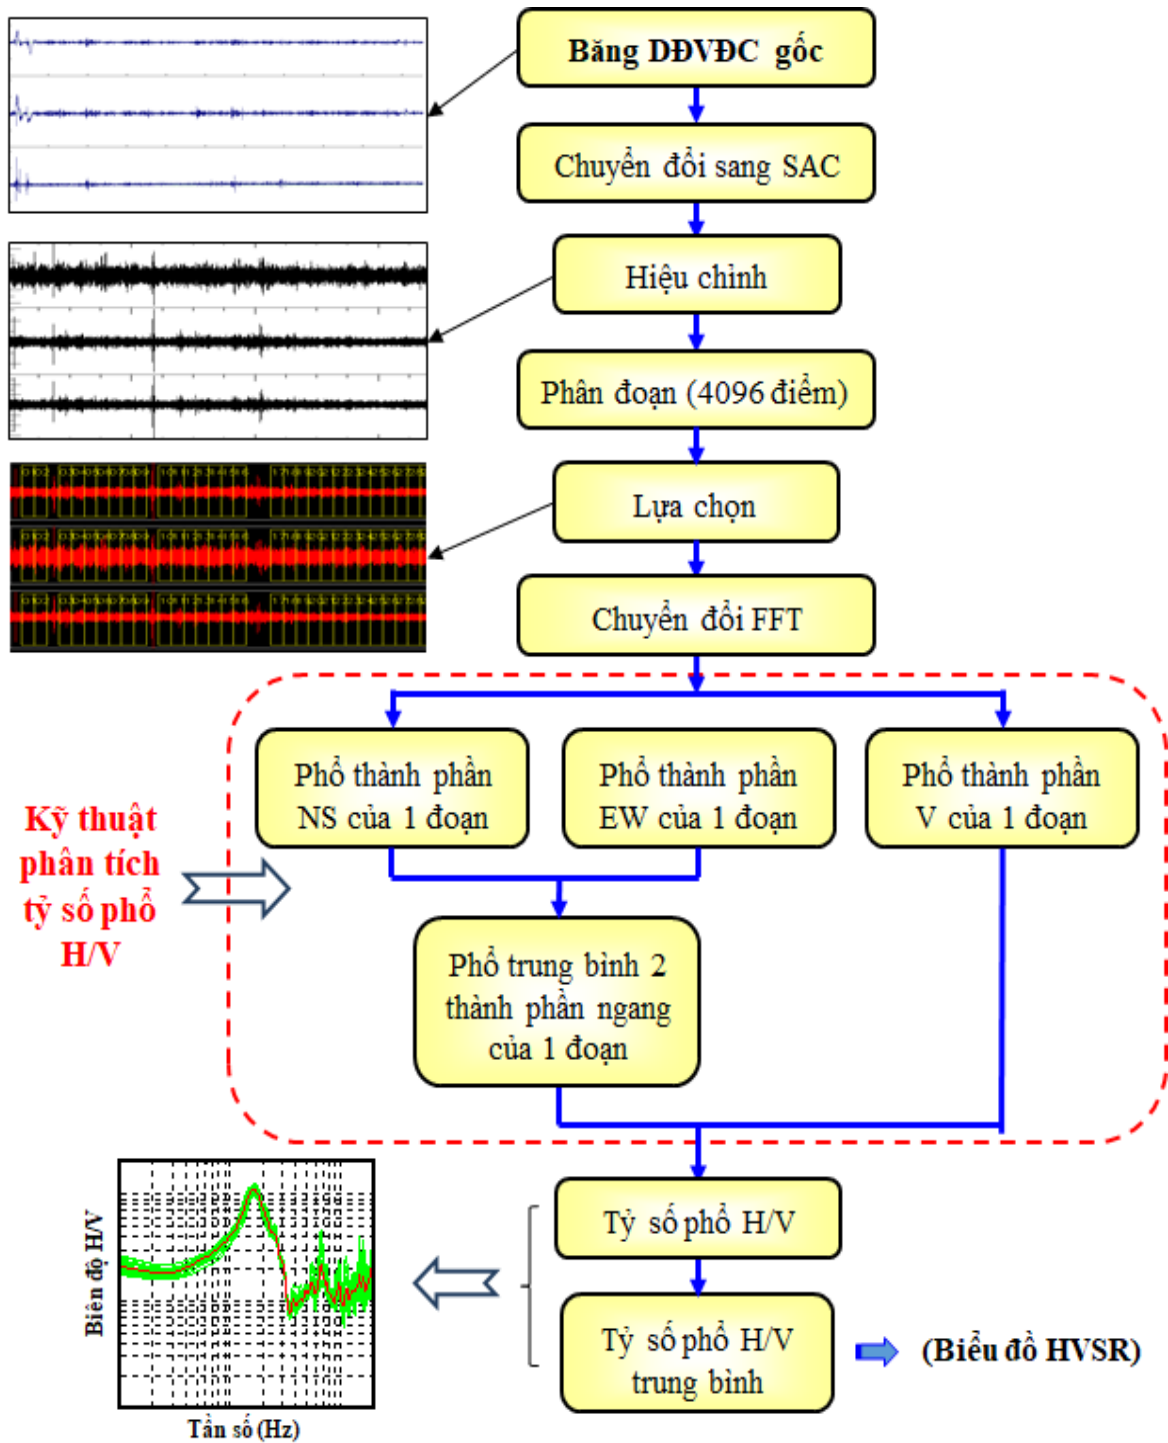 Băng DĐVĐC gốc
Chuyển đổi sang SAC
Hiệu chỉnh
Phân đoạn (4096 điểm)
Lựa chọn
Chuyển đổi FFT
Phổ thành phần
NS của 1 đoạn
Phổ thành phần
EW của 1 đoạn
Phổ thành phần
V của 1 đoạn
Kỹ thuật
phân tích
tỷ số phổ
H/V
Phổ trung bình 2
thành phần ngang
của 1 đoạn
Tỷ số phổ H/V
Tỷ số phổ H/V
trung bình
(Biểu đồ HVSR)
Biên độ H/V
Tần số (Hz)